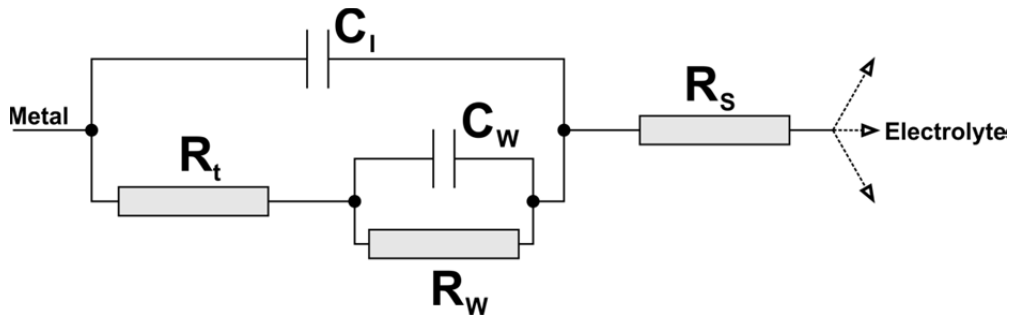 C_I
Metal
R_S
C_W
Electrolyte
R_t
R_W